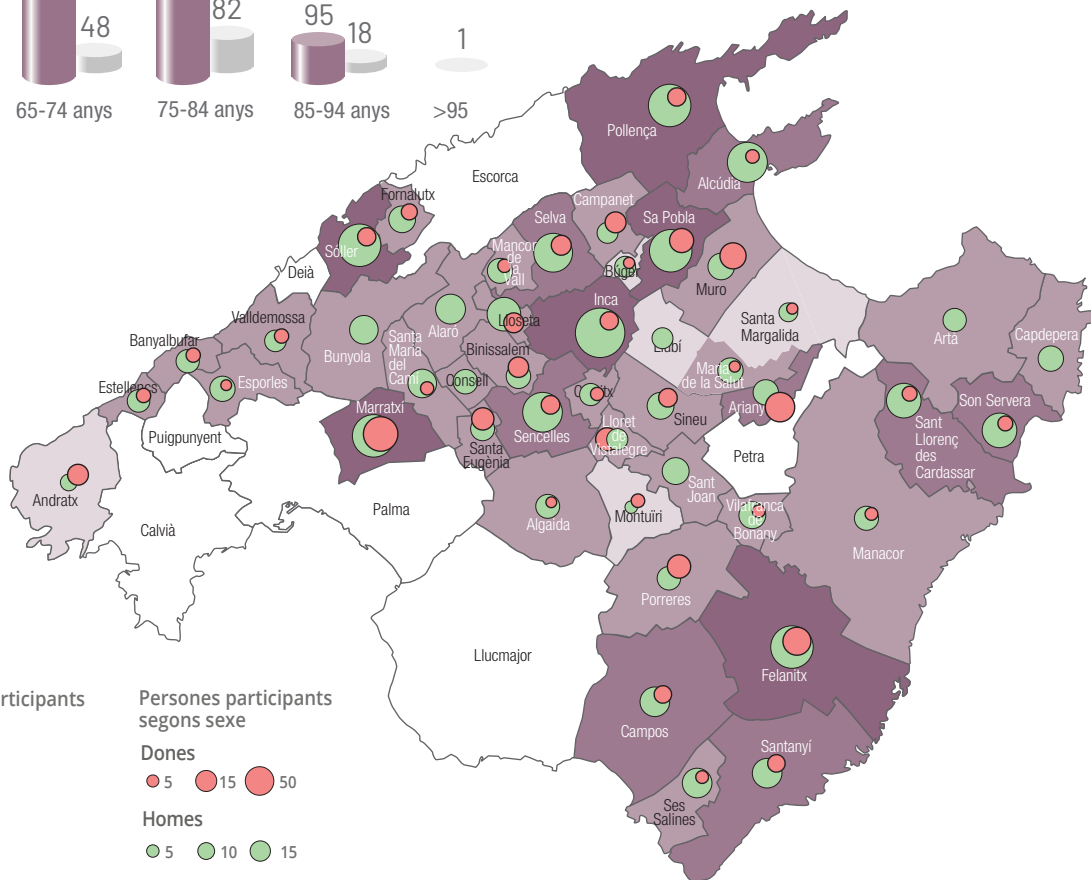 48
82
95
18
1
65-74 anys
75-84 anys
85-94 anys
>95
Pollença
Alcúdia
Escorca
Fornalutx
Campanet
Selva
Sa Pobla
Sóller
Mancor
de
la
Vall
Búger
Deià
Muro
Inca
Lloseta
Valldemossa
Alaró
Santa
Margalida
Banyalbufar
Bunyola
Santa
Maria
del
Camí
Binissalem
Llubí
Artà
Capdepera
Estellencs
Esporles
Consell
Costitx
Maria
de la Salut
Ariany
Son Servera
Marratxí
Sineu
Sant
Llorenç
des
Cardassar
Puigpunyent
Sencelles
Lloret
de
Vistalegre
Santa
Eugènia
Petra
Andratx
Sant
Joan
Calvià
Palma
Algaida
Montuïri
Vilafranca
de
Bonany
Manacor
Porreres
Llucmajor
Felanitx
Campos
Santanyí
Ses
Salines
rticipants
Persones participants
segons sexe
Dones
5 15 50
Homes
5 10 15